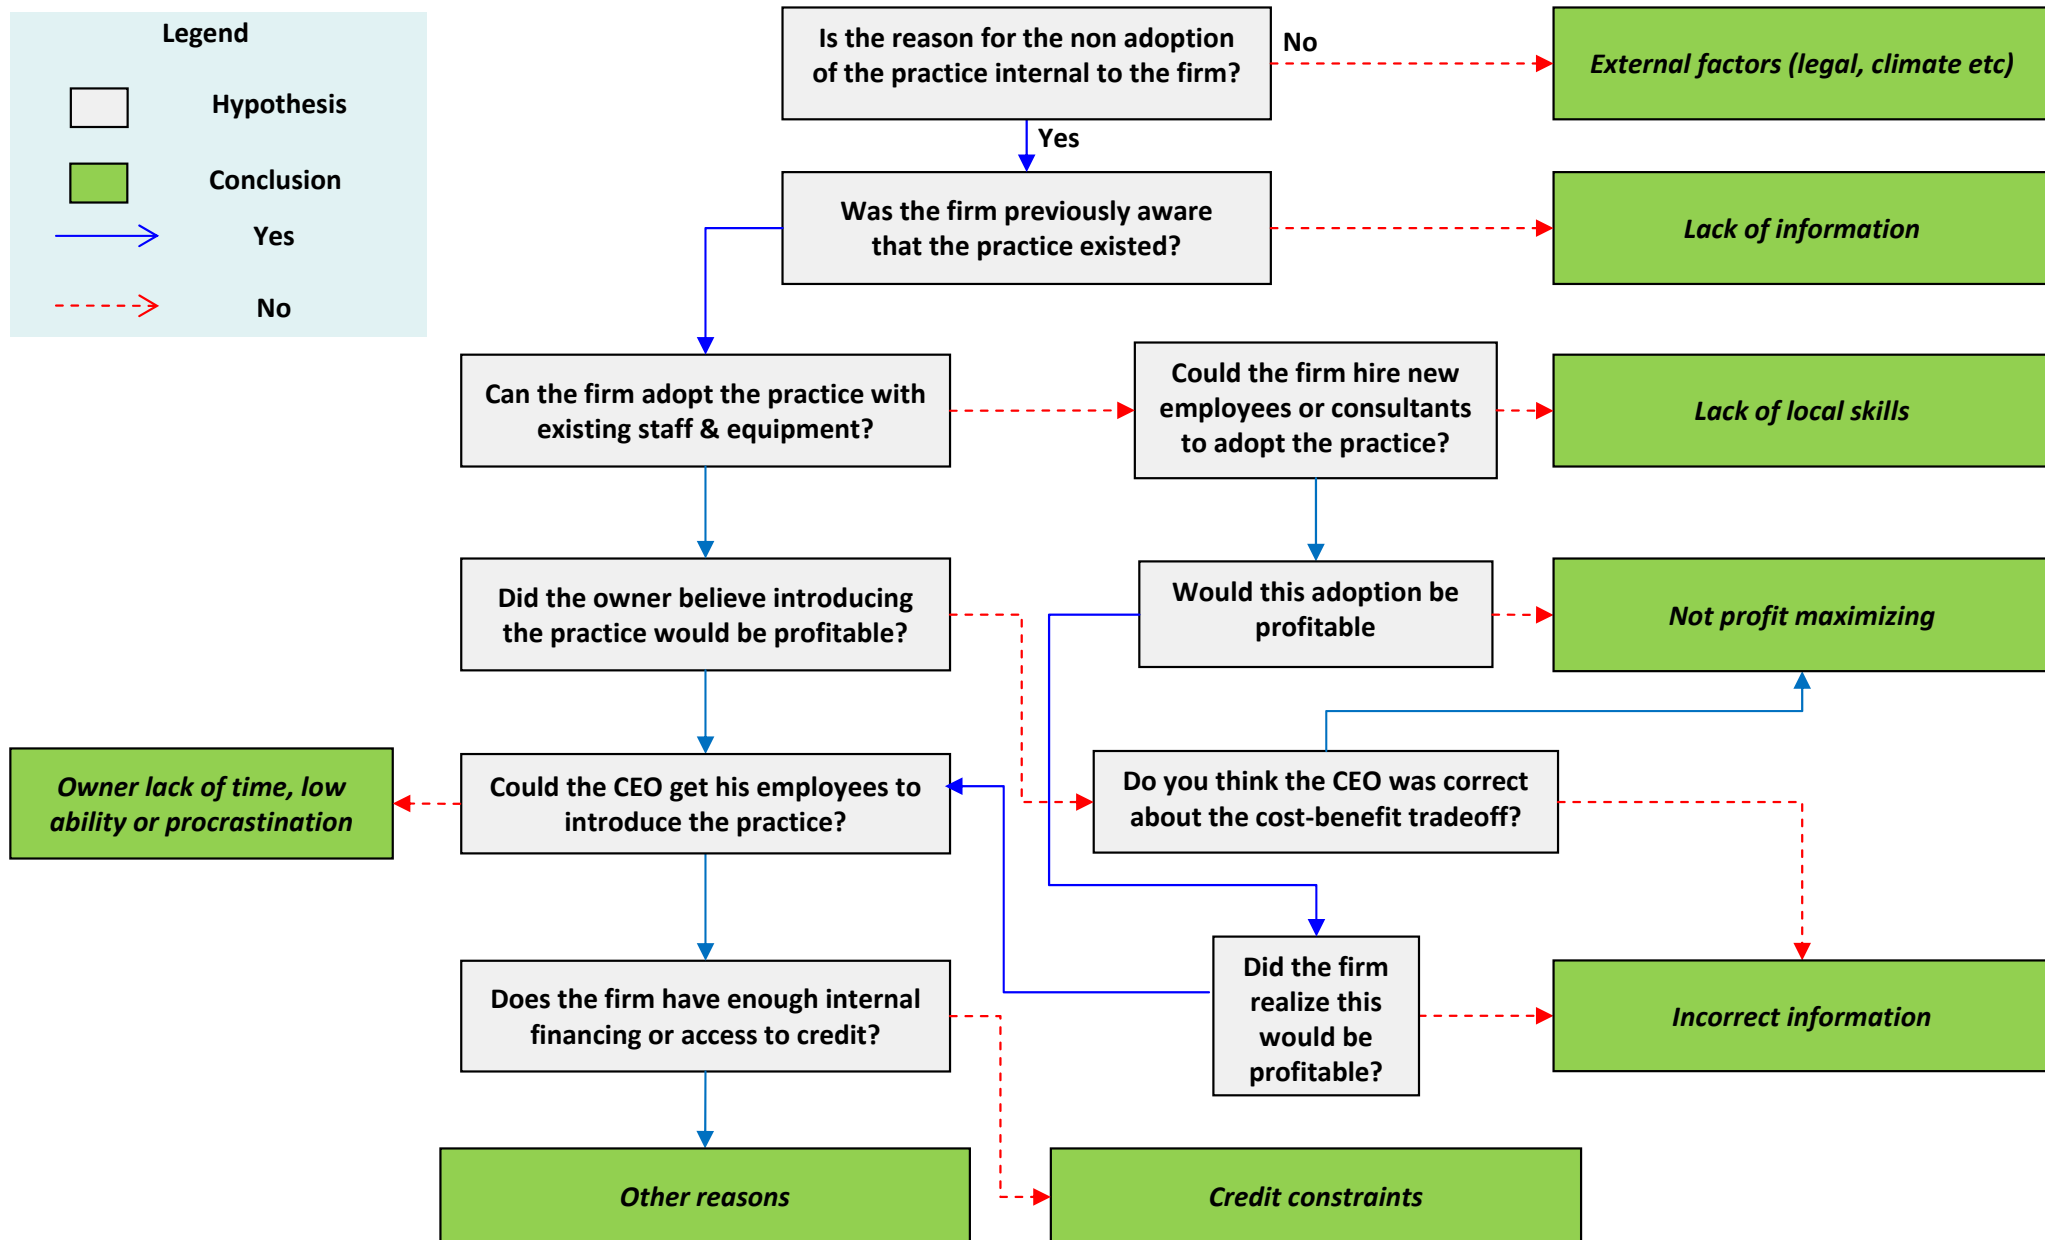 Legend
Hypothesis
Conclusion
Yes
No
Is the reason for the non adoption
of the practice internal to the firm?
No
External factors (legal, climate etc)
Yes
Was the firm previously aware
that the practice existed?
Lack of information
Can the firm adopt the practice with
existing staff & equipment?
Could the firm hire new
employees or consultants
to adopt the practice?
Lack of local skills
Did the owner believe introducing
the practice would be profitable?
Would this adoption be
profitable
Not profit maximizing
Owner lack of time, low
ability or procrastination
Could the CEO get his employees to
introduce the practice?
Do you think the CEO was correct
about the cost-benefit tradeoff?
Does the firm have enough internal
financing or access to credit?
Did the firm
realize this
would be
profitable?
Incorrect information
Other reasons
Credit constraints